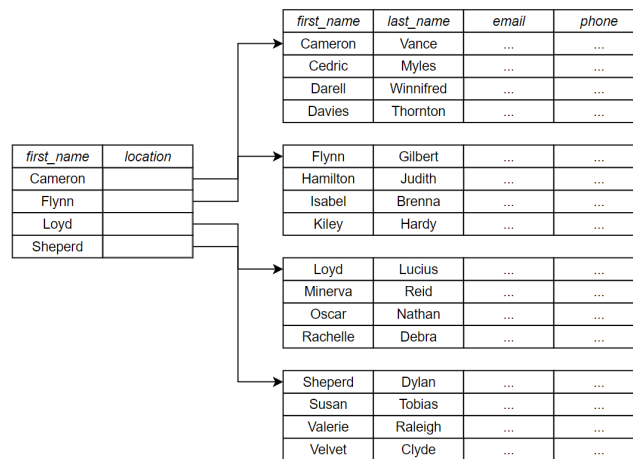 first_name last_name email phone
Cameron Vance ... ...
Cedric Myles ... ...
Darell Winnifred ... ...
Davies Thornton ... ...
first_name location
Cameron
Flynn
Loyd
Sheperd
Flynn Gilbert ... ...
Hamilton Judith ... ...
Isabel Brenna ... ...
Kiley Hardy ... ...
Loyd Lucius ... ...
Minerva Reid ... ...
Oscar Nathan ... ...
Rachelle Debra ... ...
Sheperd Dylan ... ...
Susan Tobias ... ...
Valerie Raleigh ... ...
Velvet Clyde ... ...